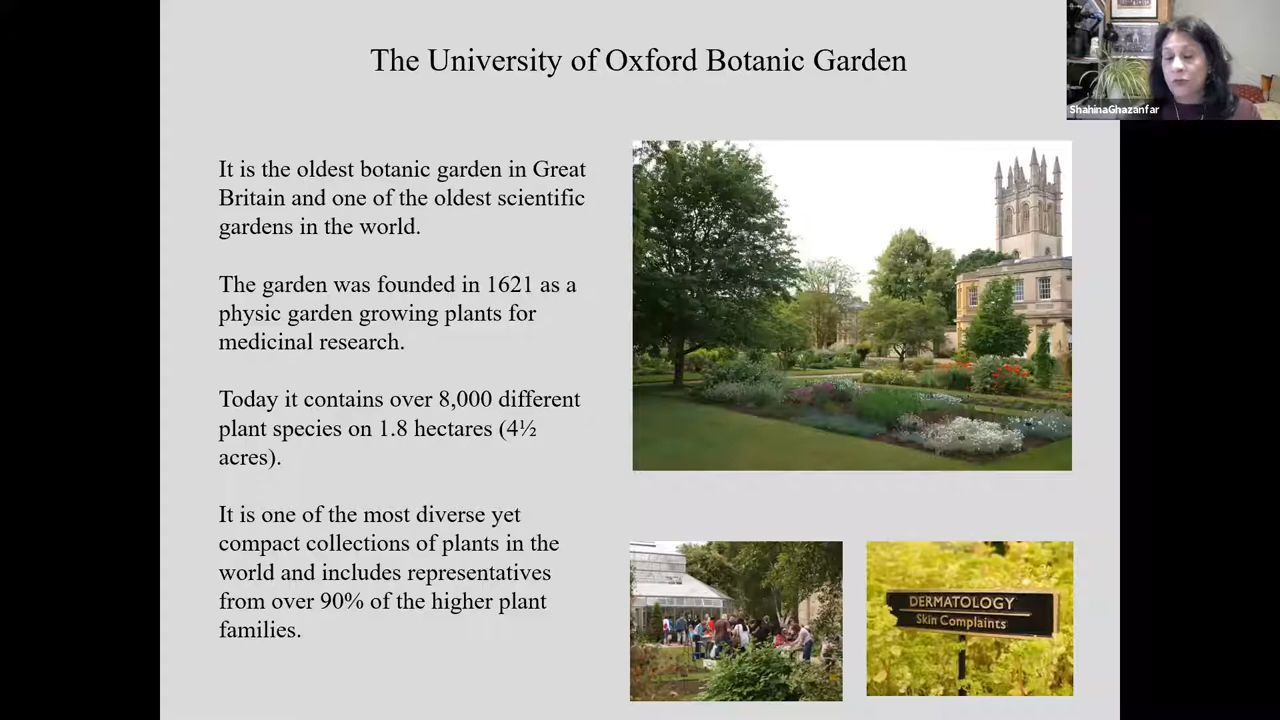 The University of Oxford Botanic Garden
ShahinaGhazanfar
It is the oldest botanic garden in Great
Britain and one of the oldest scientific
gardens in the world.
The garden was founded in 1621 as a
physic garden growing plants for
medicinal research.
Today it contains over 8,000 different
plant species on 1.8 hectares (4½
acres).
It is one of the most diverse yet
compact collections of plants in the
world and includes representatives
from over 90% of the higher plant
families.
DERMATOLOGY
Skin Complaints